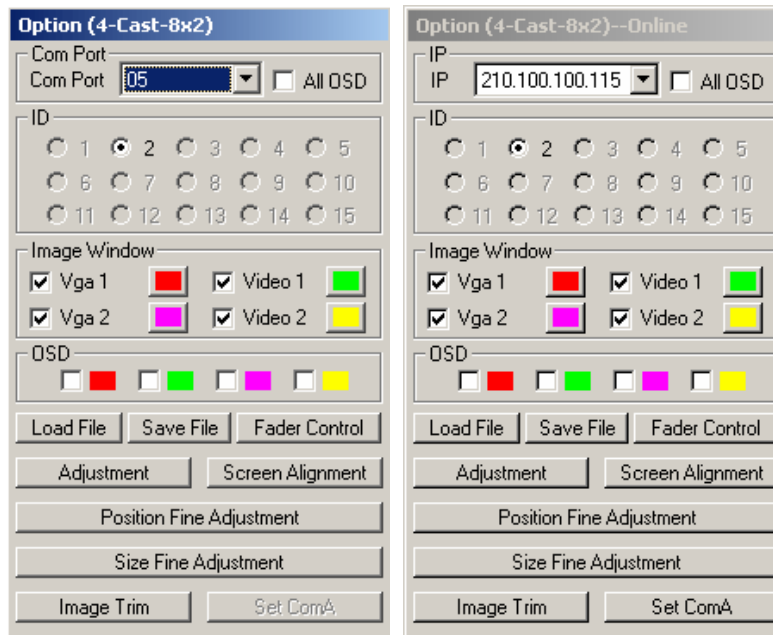 Option (4-Cast-8x2)
Com Port
Com Port 05 All OSD
ID
1 2 3 4 5
6 7 8 9 10
11 12 13 14 15
Image Window
Vga 1 Video 1
Vga 2 Video 2
OSD
Load File Save File Fader Control
Adjustment Screen Alignment
Position Fine Adjustment
Size Fine Adjustment
Image Trim Set ComA
Option (4-Cast-8x2)--Online
IP
IP 210.100.100.115 All OSD
ID
1 2 3 4 5
6 7 8 9 10
11 12 13 14 15
Image Window
Vga 1 Video 1
Vga 2 Video 2
OSD
Load File Save File Fader Control
Adjustment Screen Alignment
Position Fine Adjustment
Size Fine Adjustment
Image Trim Set ComA